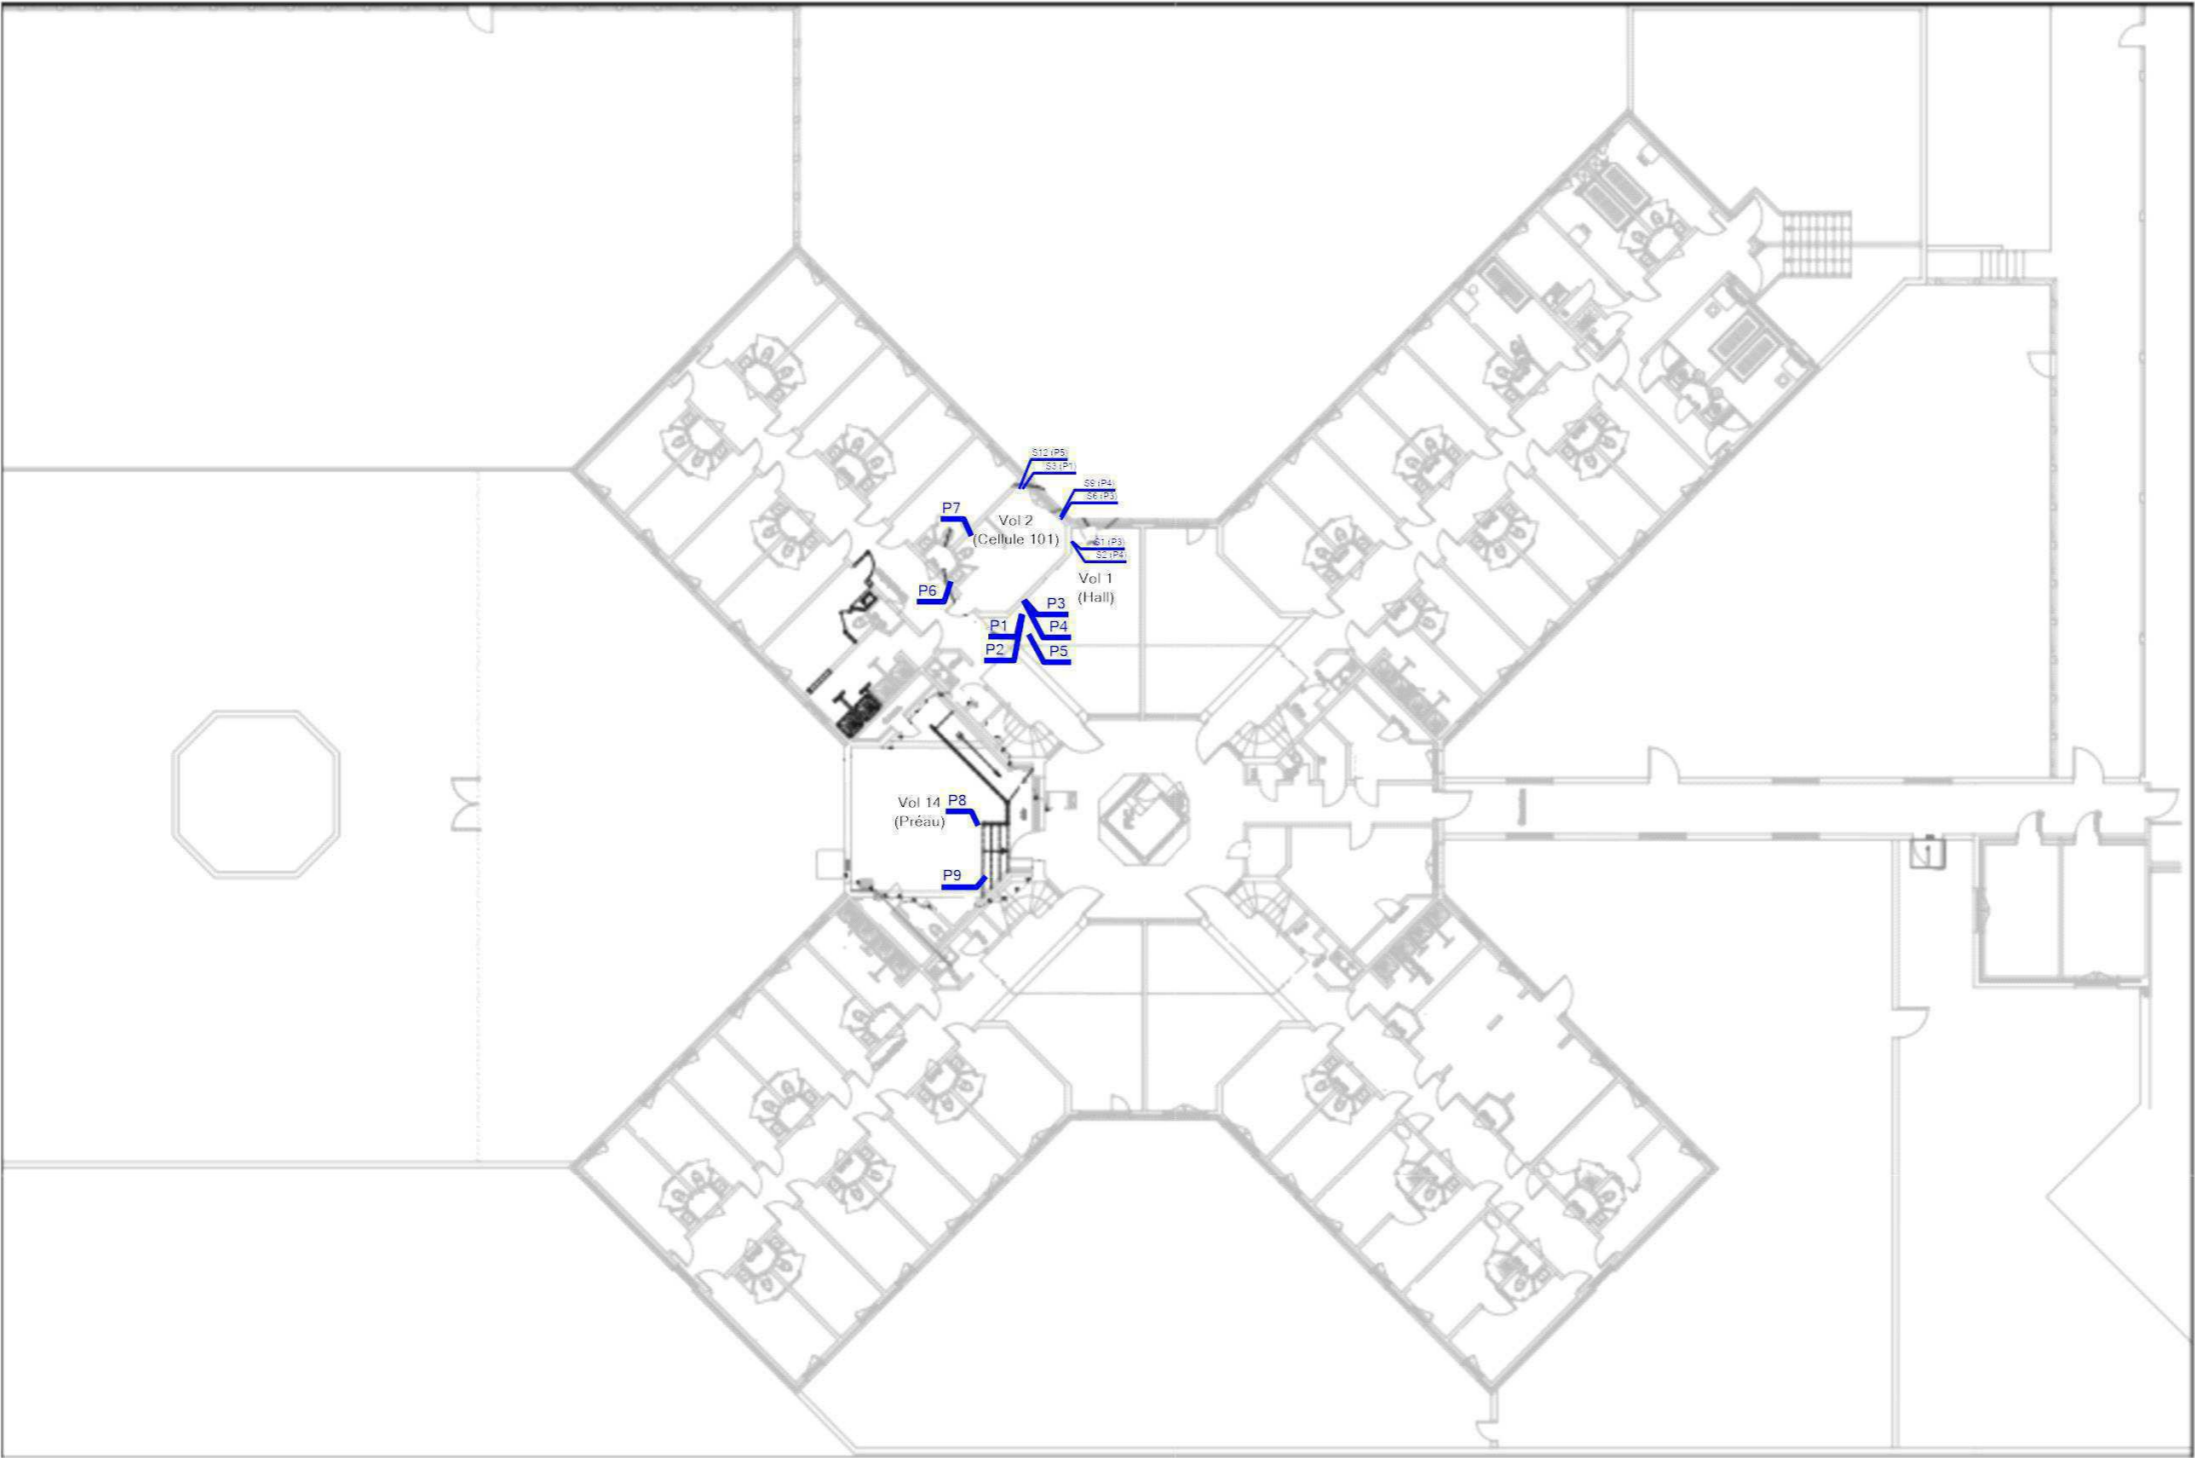 S12 (P5)
S3 (P1)
S9 (P4)
S6 (P3)
P7
Vol 2
(Cellule 101)
S1 (P3)
S2 (P4)
Vol 1
(Hall)
P6
P3
P1
P4
P2
P5
Vol 14
(Préau)
P8
P9